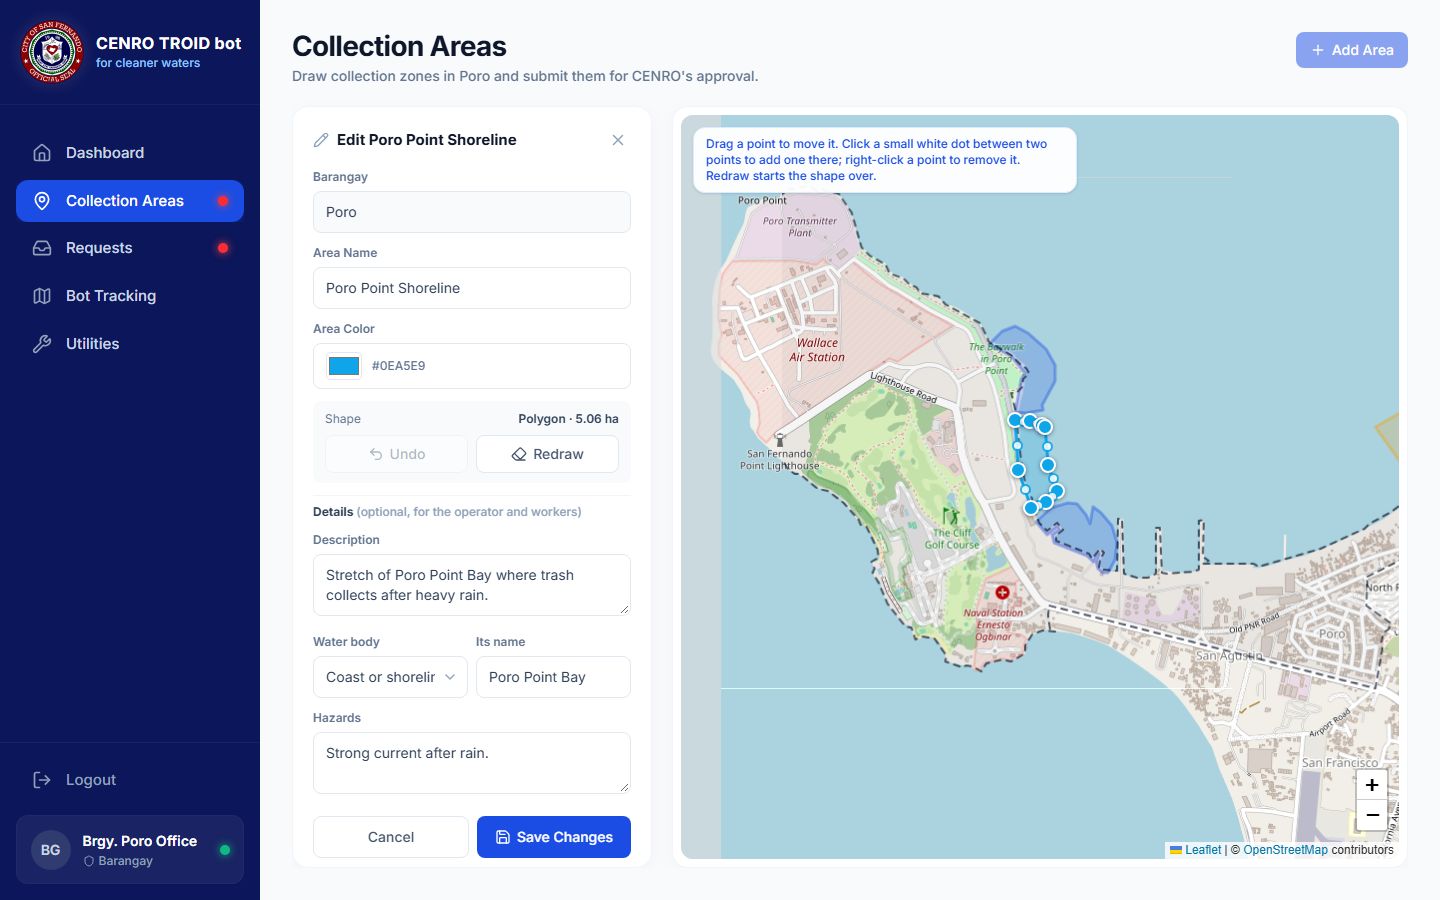 CITY OF SAN FERNANDO
OFFICIAL SEAL
CENRO TROID bot
for cleaner waters
Dashboard
Collection Areas
Requests
Bot Tracking
Utilities
Logout
BG
Brgy. Poro Office
Barangay
Collection Areas
Draw collection zones in Poro and submit them for CENRO's approval.
Add Area
Edit Poro Point Shoreline
Barangay
Poro
Area Name
Poro Point Shoreline
Area Color
#0EA5E9
Shape
Polygon · 5.06 ha
Undo
Redraw
Details (optional, for the operator and workers)
Description
Stretch of Poro Point Bay where trash
collects after heavy rain.
Water body
Its name
Coast or shorelin
Poro Point Bay
Hazards
Strong current after rain.
Cancel
Save Changes
Drag a point to move it. Click a small white dot between two
points to add one there; right-click a point to remove it.
Redraw starts the shape over.
Poro Point
Poro Transmitter
Plant
Wallace
Air Station
The Baywalk
in Poro
Point
Lighthouse Road
San Fernando
Point Lighthouse
The Cliff
Golf Course
Naval Station
Ernesto
Ogbinar
Old PNR Road
North
Poro
San Agustin
Airport Road
San Francisco
+
−
Leaflet | © OpenStreetMap contributors